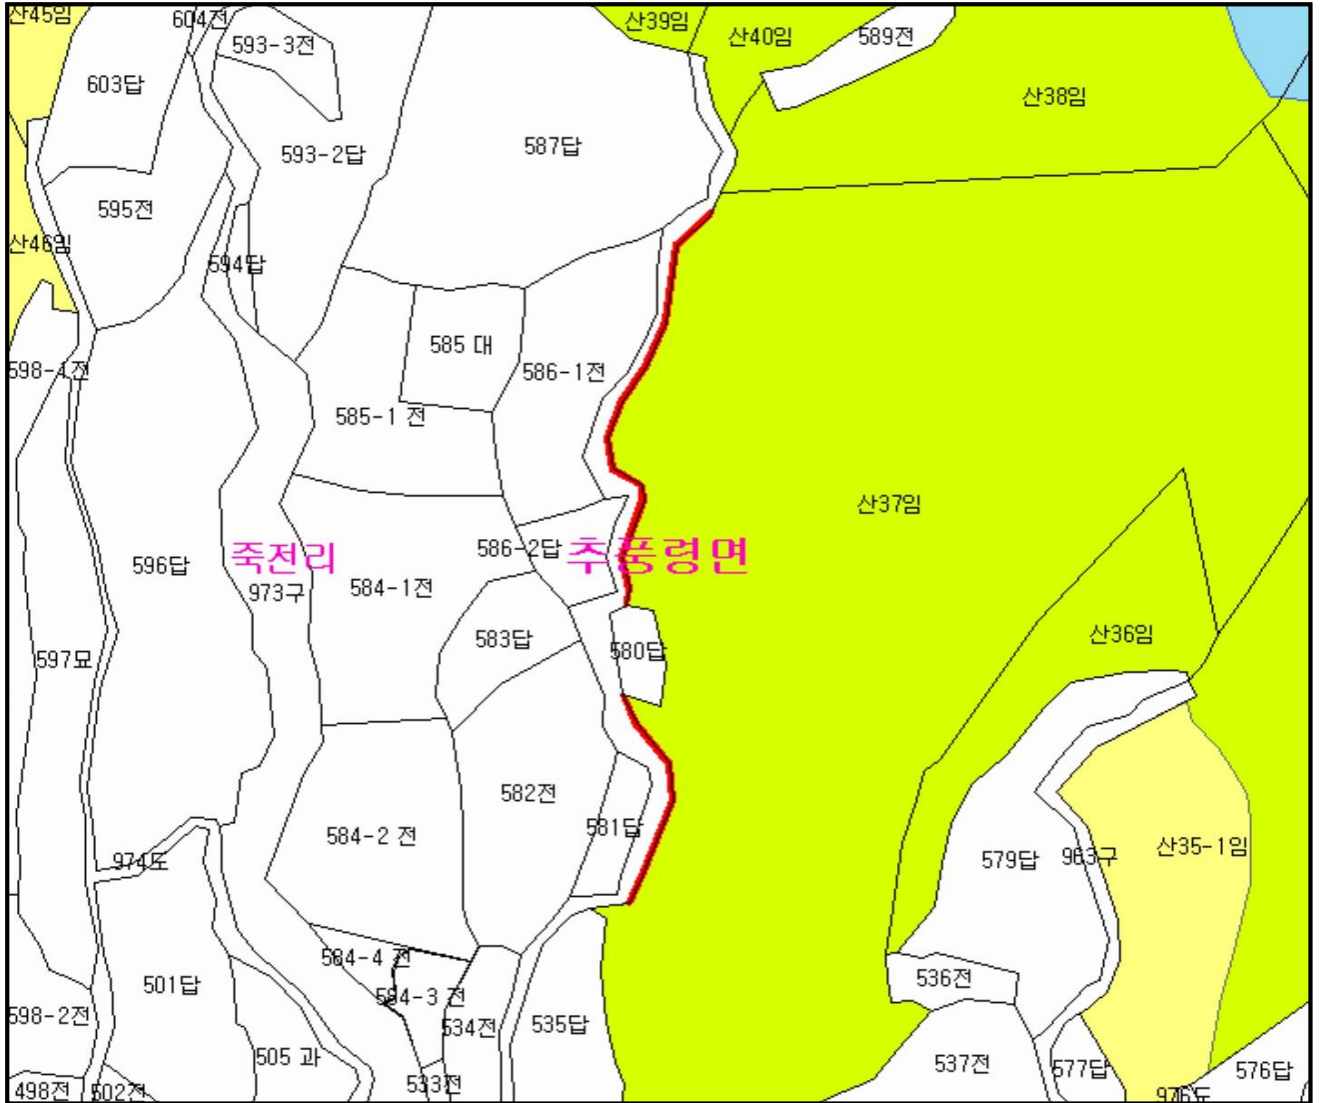 산45임
604전
593-3전
산39임
산40임
589전
603답
산38임
587답
593-2답
595전
산46임
594답
585 대
586-1전
598-4전
585-1 전
산37임
586-2답
추풍령면
죽전리
596답
973구
584-1전
583답
580답
산36임
597묘
582전
581답
584-2 전
974도
579답
963구
산35-1임
584-4 전
536전
501답
584-3 전
598-2전
534전
535답
505 과
537전
577답
576답
533전
498전
502전
976도